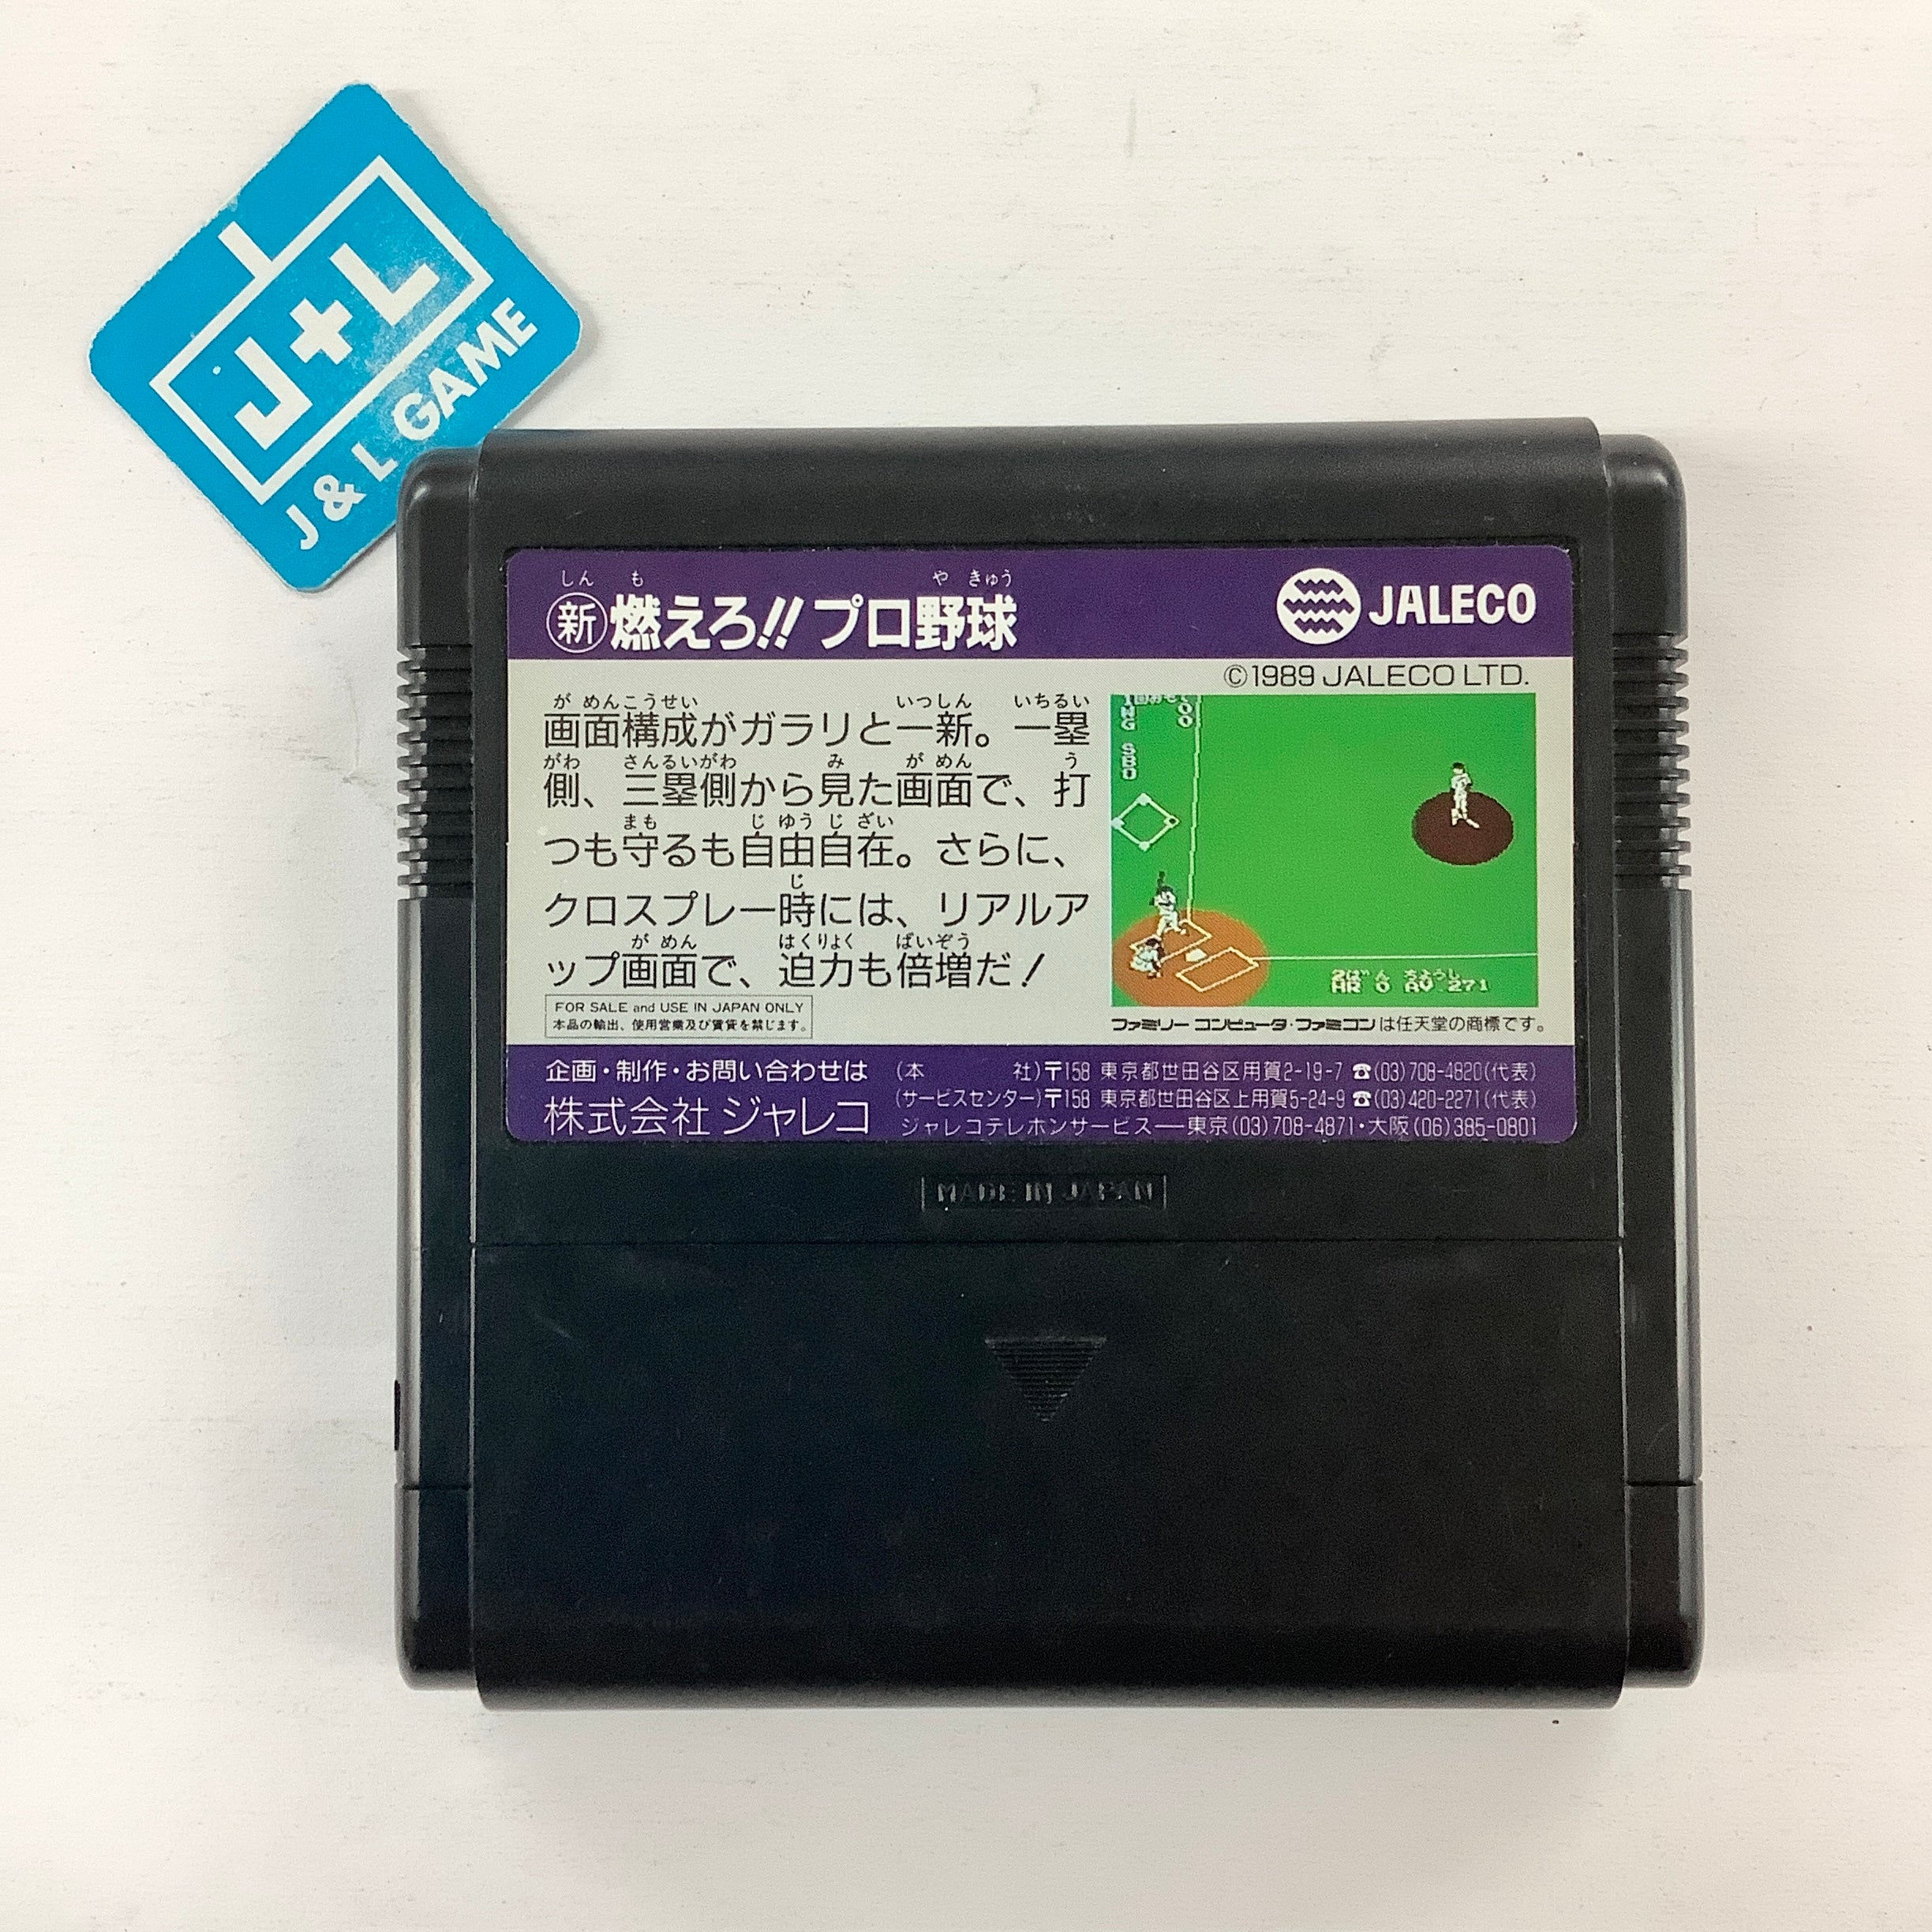 J+L
J & L GAME
しん も や きゅう
新 燃えろ!! プロ野球
JALECO
©1989 JALECO LTD.
が めんこうせい いっしん いちるい
画面構成がガラリと一新。一塁
がわ さんるいがわ み が めん う
側、三塁側から見た画面で、打
まも じ ゆう じ ざい
つも守るも自由自在。さらに、
じ
クロスプレー時には、リアルア
が めん はくりょく ばいぞう
ップ画面で、迫力も倍増だ！
FOR SALE and USE IN JAPAN ONLY
本品の輸出、使用営業及び賃貸を禁じます。
S
B
O
2ばん ちょうし
HR 0 AV.271
ファミリー コンピュータ・ファミコンは任天堂の商標です。
企画・制作・お問い合わせは
株式会社 ジャレコ
(本 社)〒158 東京都世田谷区用賀2-19-7 ☎(03)708-4820(代表)
(サービスセンター)〒158 東京都世田谷区上用賀5-24-9 ☎(03)420-2271(代表)
ジャレコテレホンサービス──東京(03)708-4871・大阪(06)385-0801
MADE IN JAPAN